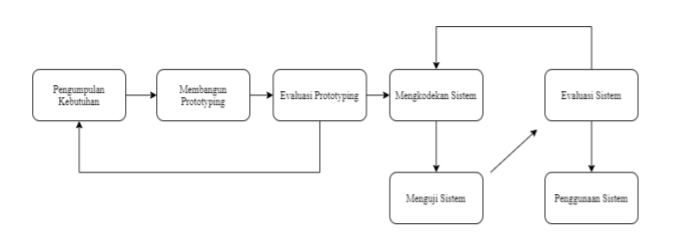 Pengumpulan
Kebutuhan
Membangun
Prototyping
Evaluasi Prototyping
Mengkodekan Sistem
Evaluasi Sistem
Menguji Sistem
Penggunaan Sistem